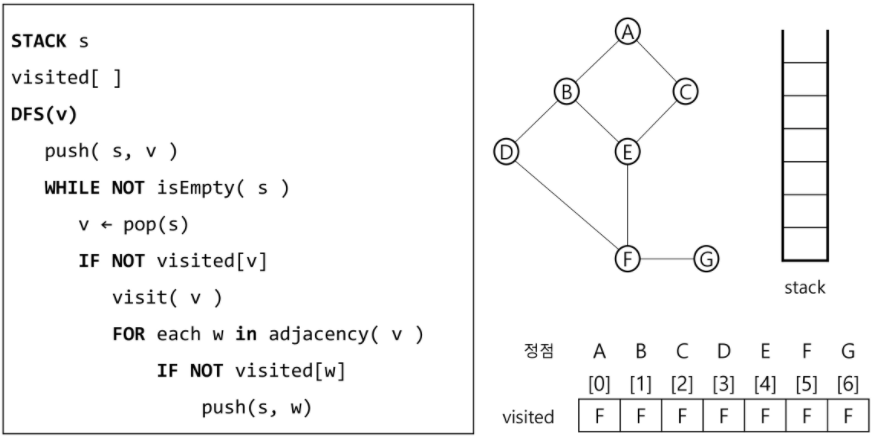 STACK s
visited[ ]
DFS(v)
push( s, v )
WHILE NOT isEmpty( s )
v ← pop(s)
IF NOT visited[v]
visit( v )
FOR each w in adjacency( v )
IF NOT visited[w]
push(s, w)
A
B
C
D
E
F
G
stack
정점 A B C D E F G
[0] [1] [2] [3] [4] [5] [6]
visited F F F F F F F